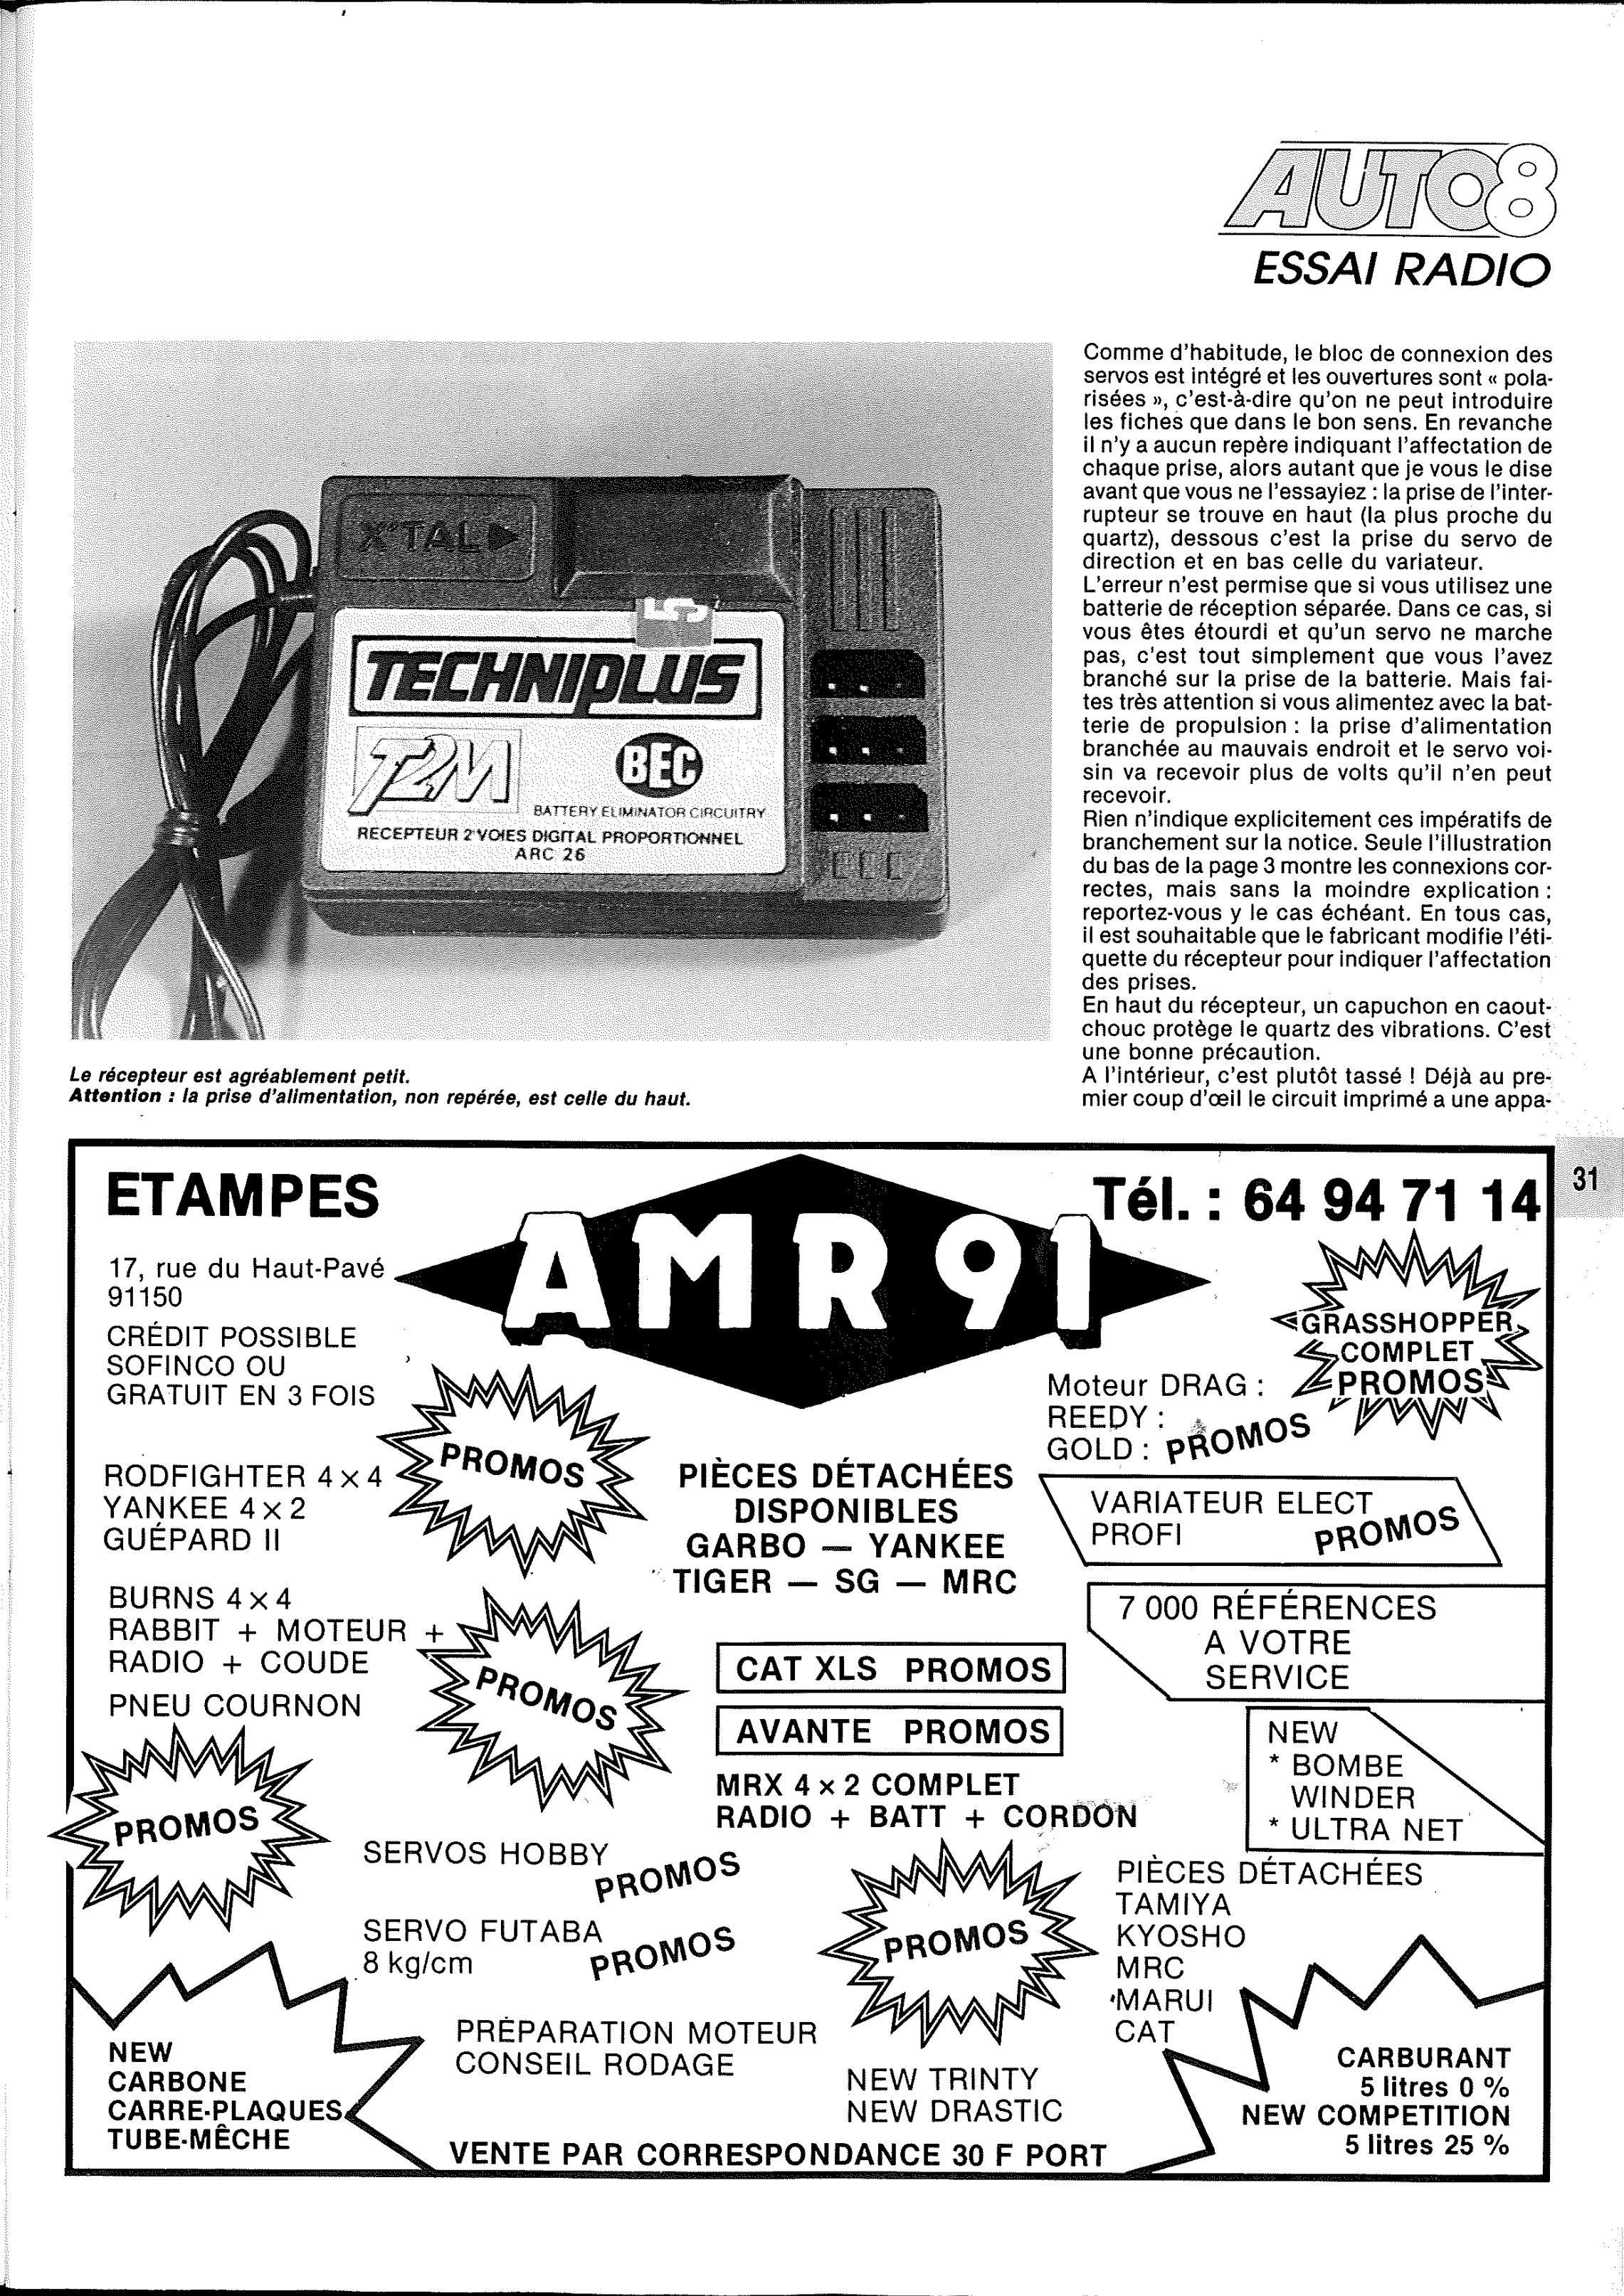 AUTO8
ESSAI RADIO
X'TAL
5
TECHNIPLUS
T2M
BEC
BATTERY ELIMINATOR CIRCUITRY
RECEPTEUR 2 VOIES DIGITAL PROPORTIONNEL
ARC 26
Le récepteur est agréablement petit.
Attention : la prise d'alimentation, non repérée, est celle du haut.
Comme d'habitude, le bloc de connexion des
servos est intégré et les ouvertures sont « pola-
risées », c'est-à-dire qu'on ne peut introduire
les fiches que dans le bon sens. En revanche
il n'y a aucun repère indiquant l'affectation de
chaque prise, alors autant que je vous le dise
avant que vous ne l'essayiez : la prise de l'inter-
rupteur se trouve en haut (la plus proche du
quartz), dessous c'est la prise du servo de
direction et en bas celle du variateur.
L'erreur n'est permise que si vous utilisez une
batterie de réception séparée. Dans ce cas, si
vous êtes étourdi et qu'un servo ne marche
pas, c'est tout simplement que vous l'avez
branché sur la prise de la batterie. Mais fai-
tes très attention si vous alimentez avec la bat-
terie de propulsion : la prise d'alimentation
branchée au mauvais endroit et le servo voi-
sin va recevoir plus de volts qu'il n'en peut
recevoir.
Rien n'indique explicitement ces impératifs de
branchement sur la notice. Seule l'illustration
du bas de la page 3 montre les connexions cor-
rectes, mais sans la moindre explication :
reportez-vous y le cas échéant. En tous cas,
il est souhaitable que le fabricant modifie l'éti-
quette du récepteur pour indiquer l'affectation
des prises.
En haut du récepteur, un capuchon en caout-
chouc protège le quartz des vibrations. C'est
une bonne précaution.
A l'intérieur, c'est plutôt tassé ! Déjà au pre-
mier coup d'œil le circuit imprimé a une appa-
31
ETAMPES
AMR 91
Tél. : 64 94 71 14
17, rue du Haut-Pavé
91150
CRÉDIT POSSIBLE
SOFINCO OU
GRATUIT EN 3 FOIS
GRASSHOPPER
COMPLET
PROMOS
Moteur DRAG :
REEDY :
GOLD : PROMOS
RODFIGHTER 4 × 4
YANKEE 4 × 2
GUÉPARD II
PROMOS
PIÈCES DÉTACHÉES
DISPONIBLES
GARBO — YANKEE
TIGER — SG — MRC
VARIATEUR ELECT
PROFI PROMOS
BURNS 4 × 4
RABBIT + MOTEUR +
RADIO + COUDE
PNEU COURNON
PROMOS
7 000 RÉFÉRENCES
A VOTRE
SERVICE
CAT XLS PROMOS
AVANTE PROMOS
MRX 4 × 2 COMPLET
RADIO + BATT + CORDON
NEW
* BOMBE
WINDER
* ULTRA NET
PROMOS
SERVOS HOBBY
PROMOS
SERVO FUTABA
8 kg/cm PROMOS
PROMOS
PIÈCES DÉTACHÉES
TAMIYA
KYOSHO
MRC
MARUI
CAT
PRÉPARATION MOTEUR
CONSEIL RODAGE
NEW TRINTY
NEW DRASTIC
NEW
CARBONE
CARRE-PLAQUES
TUBE-MÊCHE
CARBURANT
5 litres 0 %
NEW COMPETITION
5 litres 25 %
VENTE PAR CORRESPONDANCE 30 F PORT